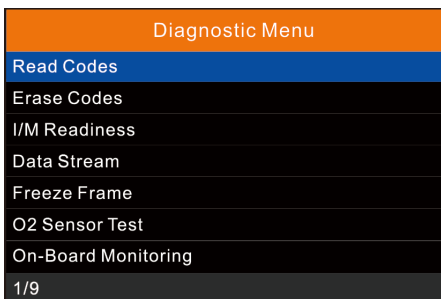 Diagnostic Menu
Read Codes
Erase Codes
I/M Readiness
Data Stream
Freeze Frame
O2 Sensor Test
On-Board Monitoring
1/9